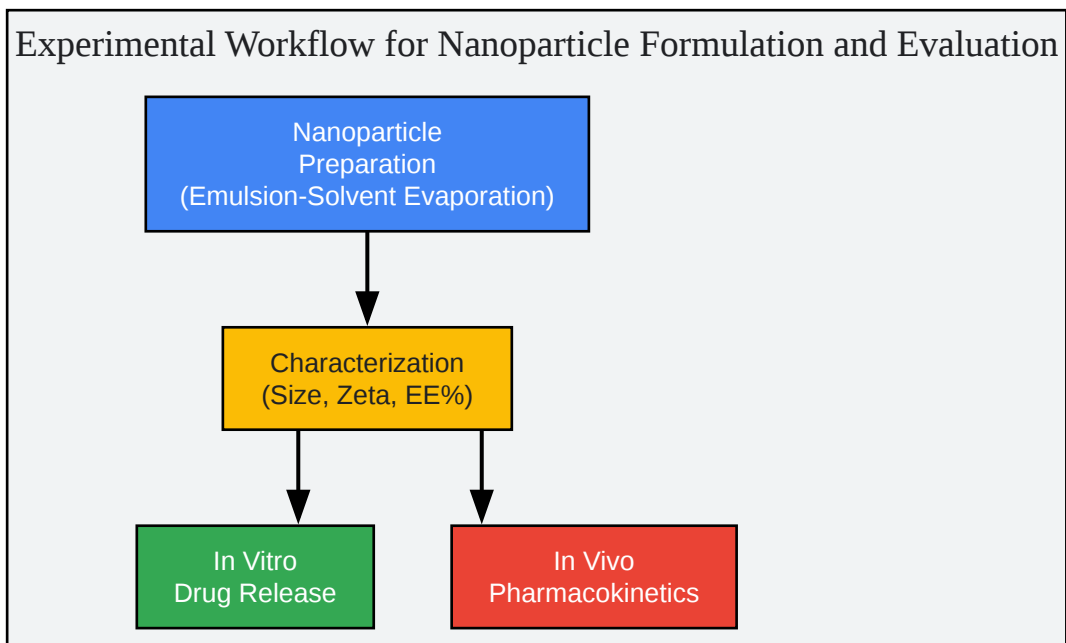 Experimental Workflow for Nanoparticle Formulation and Evaluation
Nanoparticle
Preparation
(Emulsion-Solvent Evaporation)
Characterization
(Size, Zeta, EE%)
In Vitro
Drug Release
In Vivo
Pharmacokinetics